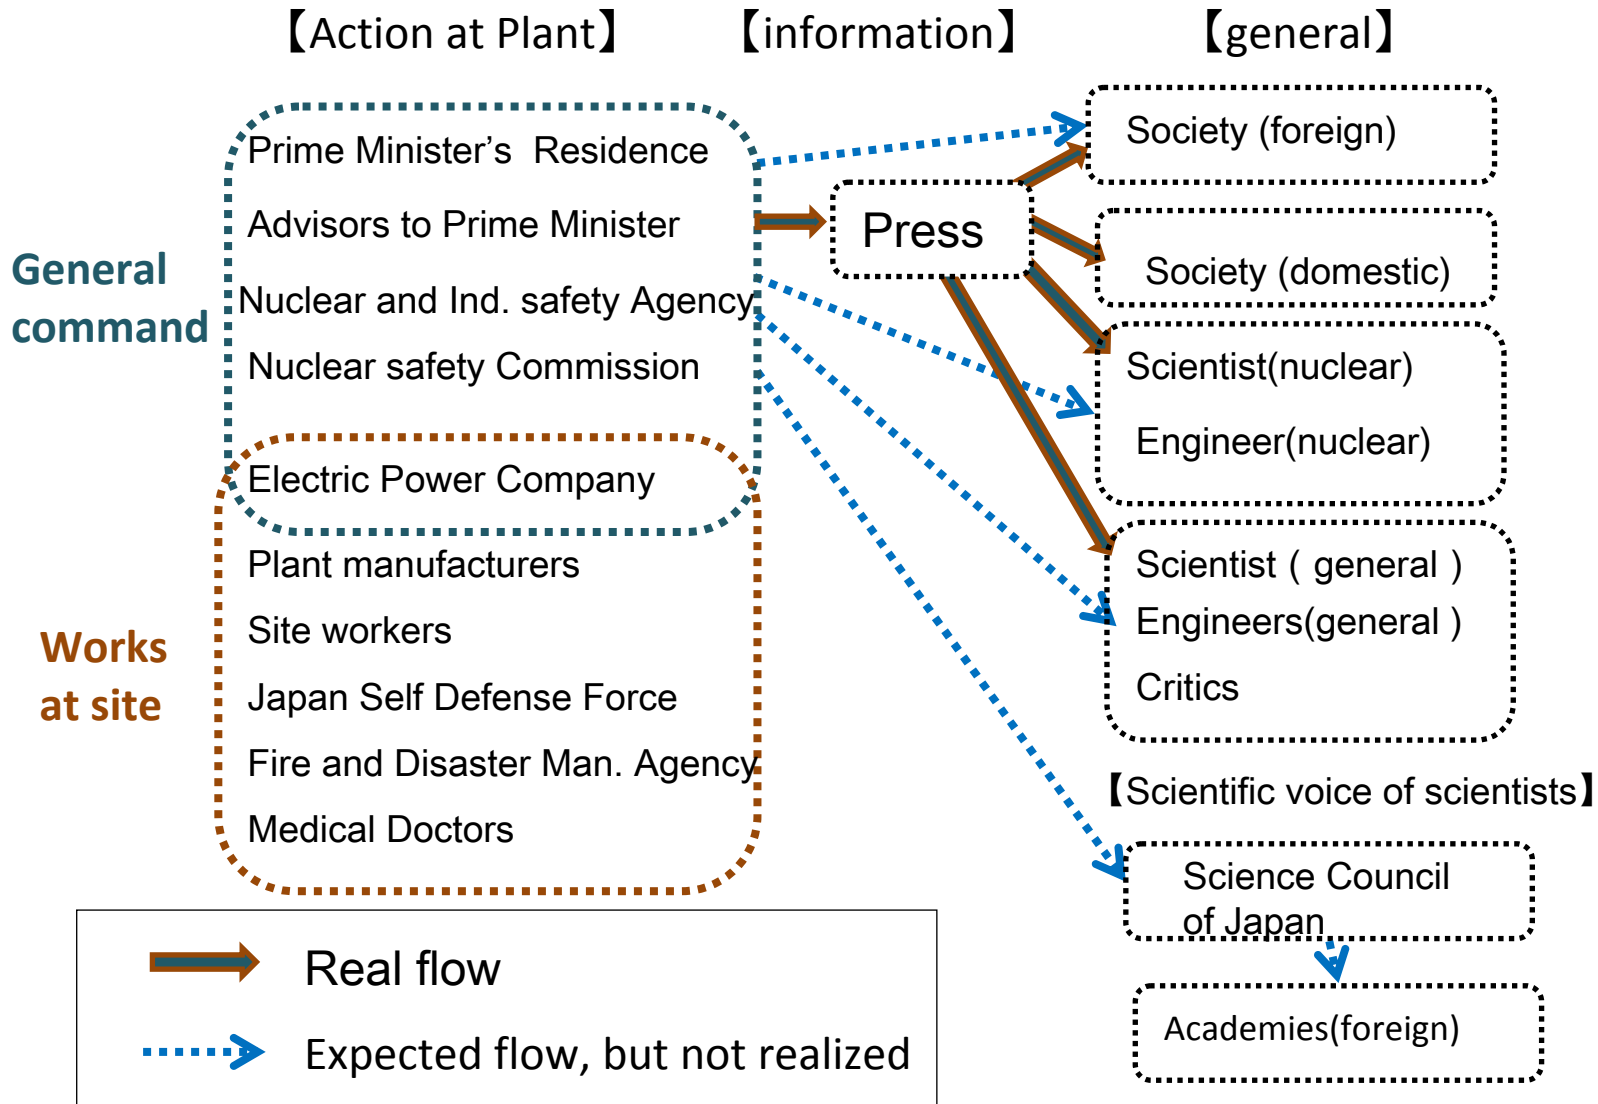 【Action at Plant】
【information】
【general】
Prime Minister’s  Residence
Advisors to Prime Minister
Nuclear and Ind. safety Agency
Nuclear safety Commission
Electric Power Company
Plant manufacturers
Site workers
Japan Self Defense Force
Fire and Disaster Man. Agency
Medical Doctors
General
command
Works
at site
Press
Society (foreign)
Society (domestic)
Scientist(nuclear)
Engineer(nuclear)
Scientist ( general )
Engineers(general )
Critics
【Scientific voice of scientists】
Science Council
of Japan
Academies(foreign)
Real flow
Expected flow, but not realized